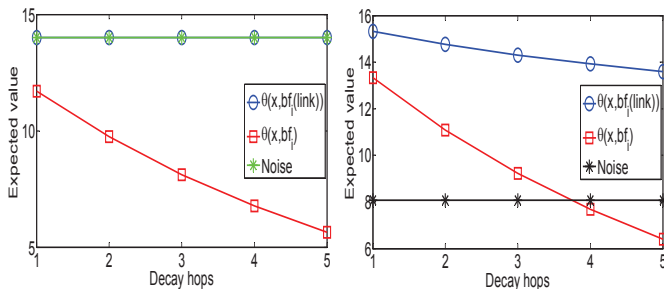 15
10
5
Expected value
θ(x,bf_i(link))
θ(x,bf_i)
Noise
1 2 3 4 5
Decay hops
16
14
12
10
8
6
Expected value
θ(x,bf_i(link))
θ(x,bf_i)
Noise
1 2 3 4 5
Decay hops